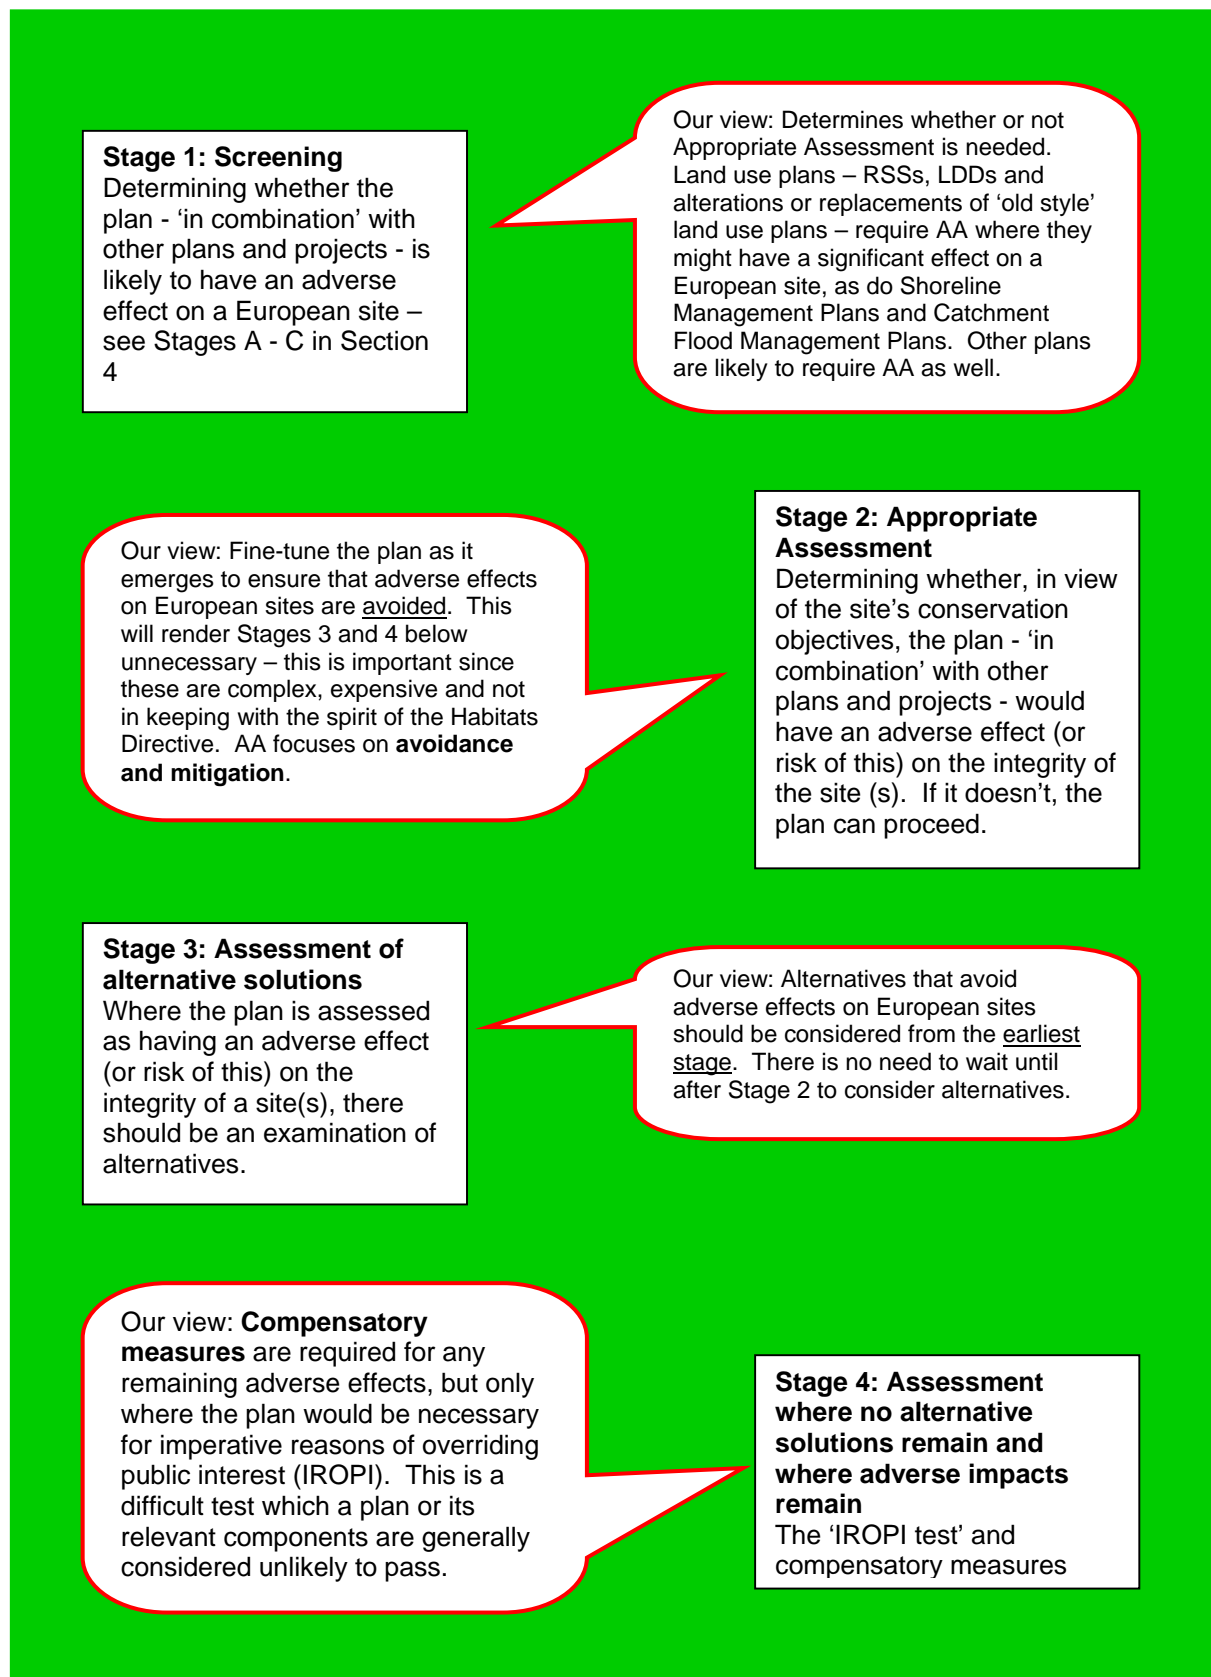 Stage 1: Screening
Determining whether the
plan - ‘in combination’ with
other plans and projects - is
likely to have an adverse
effect on a European site –
see Stages A - C in Section
4
Our view: Determines whether or not
Appropriate Assessment is needed.
Land use plans – RSSs, LDDs and
alterations or replacements of ‘old style’
land use plans – require AA where they
might have a significant effect on a
European site, as do Shoreline
Management Plans and Catchment
Flood Management Plans.  Other plans
are likely to require AA as well.
Our view: Fine-tune the plan as it
emerges to ensure that adverse effects
on European sites are avoided.  This
will render Stages 3 and 4 below
unnecessary – this is important since
these are complex, expensive and not
in keeping with the spirit of the Habitats
Directive.  AA focuses on avoidance
and mitigation.
Stage 2: Appropriate
Assessment
Determining whether, in view
of the site’s conservation
objectives, the plan - ‘in
combination’ with other
plans and projects - would
have an adverse effect (or
risk of this) on the integrity of
the site (s).  If it doesn’t, the
plan can proceed.
Stage 3: Assessment of
alternative solutions
Where the plan is assessed
as having an adverse effect
(or risk of this) on the
integrity of a site(s), there
should be an examination of
alternatives.
Our view: Alternatives that avoid
adverse effects on European sites
should be considered from the earliest
stage.  There is no need to wait until
after Stage 2 to consider alternatives.
Our view: Compensatory
measures are required for any
remaining adverse effects, but only
where the plan would be necessary
for imperative reasons of overriding
public interest (IROPI).  This is a
difficult test which a plan or its
relevant components are generally
considered unlikely to pass.
Stage 4: Assessment
where no alternative
solutions remain and
where adverse impacts
remain
The ‘IROPI test’ and
compensatory measures